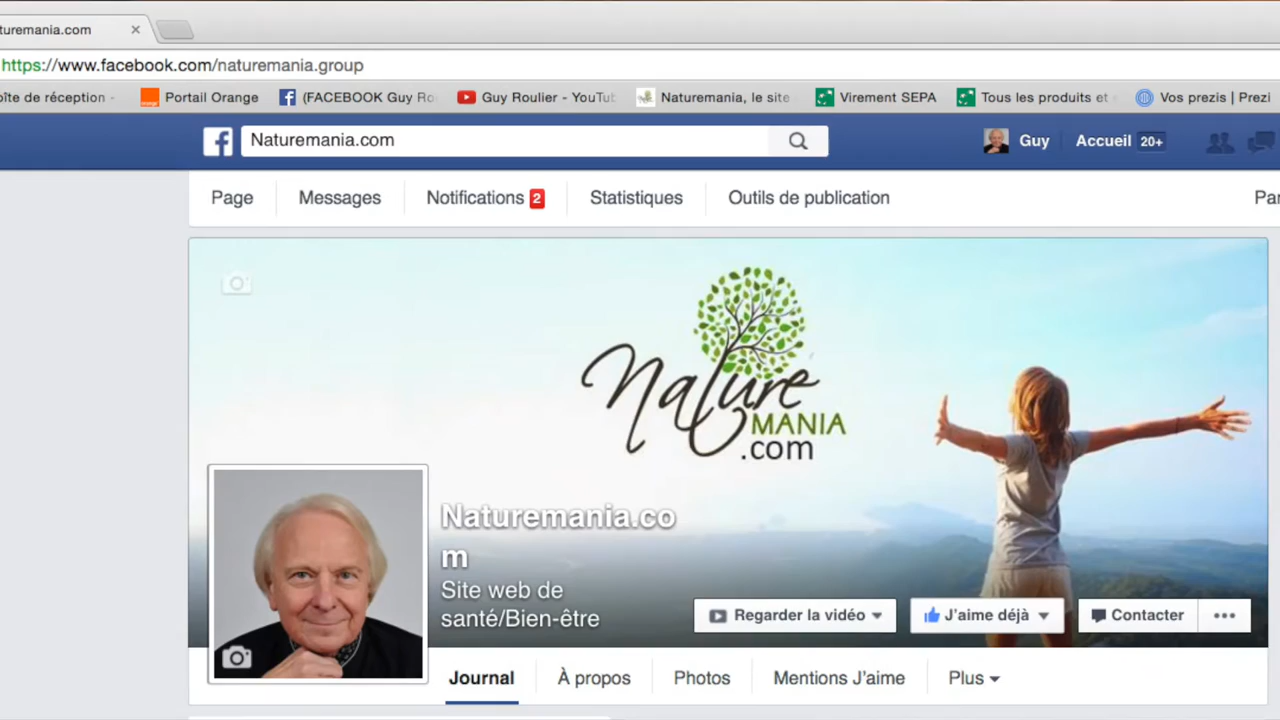 turemania.com
https://www.facebook.com/naturemania.group
oîte de réception - Portail Orange (FACEBOOK Guy Ro Guy Roulier - YouTu Naturemania, le site Virement SEPA Tous les produits et Vos prezis | Prezi
Naturemania.com Guy Accueil 20+
Page Messages Notifications 2 Statistiques Outils de publication Par
Nature
MANIA
.com
Naturemania.co
m
Site web de
santé/Bien-être
Regarder la vidéo J'aime déjà Contacter
Journal À propos Photos Mentions J'aime Plus